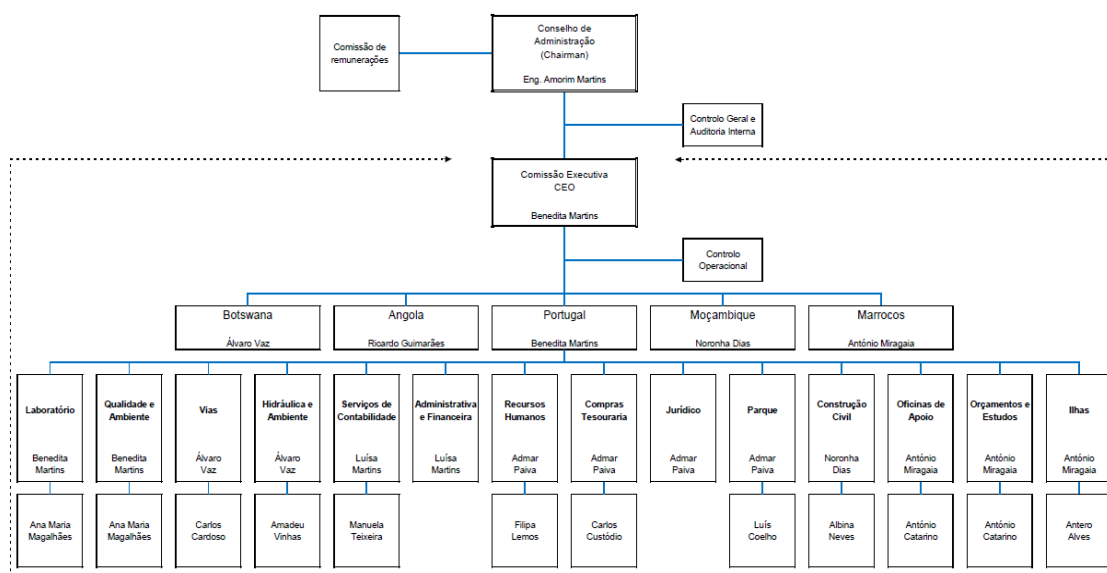 Conselho de
Administração
(Chairman)
Eng. Amorim Martins
Comissão de
remunerações
Controlo Geral e
Auditoria Interna
Comissão Executiva
CEO
Benedita Martins
Controlo
Operacional
Botswana
Álvaro Vaz
Angola
Ricardo Guimarães
Portugal
Benedita Martins
Moçambique
Noronha Dias
Marrocos
António Miragaia
Laboratório
Benedita
Martins
Qualidade e
Ambiente
Benedita
Martins
Vias
Álvaro
Vaz
Hidráulica e
Ambiente
Álvaro
Vaz
Serviços de
Contabilidade
Luísa
Martins
Administrativa
e Financeira
Luísa
Martins
Recursos
Humanos
Admar
Paiva
Compras
Tesouraria
Admar
Paiva
Jurídico
Admar
Paiva
Parque
Admar
Paiva
Construção
Civil
Noronha
Dias
Oficinas de
Apoio
António
Miragaia
Orçamentos e
Estudos
António
Miragaia
Ilhas
António
Miragaia
Ana Maria
Magalhães
Ana Maria
Magalhães
Carlos
Cardoso
Amadeu
Vinhas
Manuela
Teixeira
Filipa
Lemos
Carlos
Custódio
Luís
Coelho
Albina
Neves
António
Catarino
António
Catarino
Antero
Alves